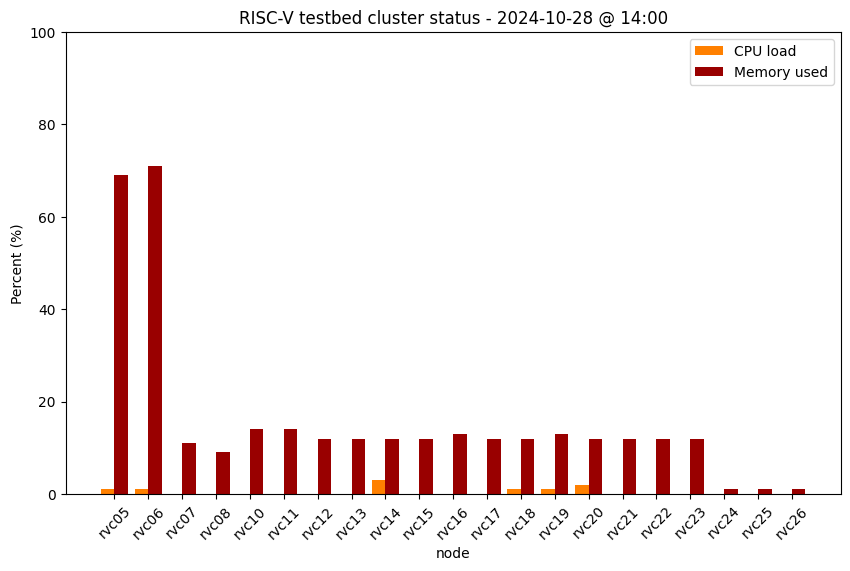 RISC-V testbed cluster status - 2024-10-28 @ 14:00
CPU load
Memory used
Percent (%)
100
80
60
40
20
0
rvc05 rvc06 rvc07 rvc08 rvc10 rvc11 rvc12 rvc13 rvc14 rvc15 rvc16 rvc17 rvc18 rvc19 rvc20 rvc21 rvc22 rvc23 rvc24 rvc25 rvc26
node